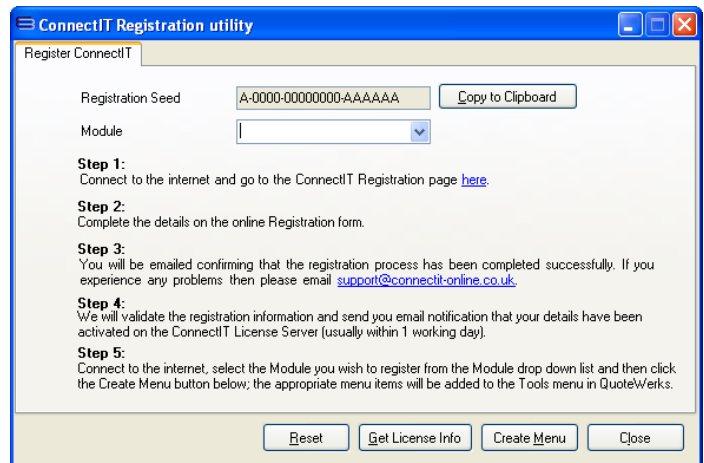 ConnectIT Registration utility
Register ConnectIT
Registration Seed A-0000-00000000-AAAAAA Copy to Clipboard
Module
Step 1:
Connect to the internet and go to the ConnectIT Registration page here.
Step 2:
Complete the details on the online Registration form.
Step 3:
You will be emailed confirming that the registration process has been completed successfully. If you
experience any problems then please email support@connectit-online.co.uk.
Step 4:
We will validate the registration information and send you email notification that your details have been
activated on the ConnectIT License Server (usually within 1 working day).
Step 5:
Connect to the internet, select the Module you wish to register from the Module drop down list and then click
the Create Menu button below; the appropriate menu items will be added to the Tools menu in QuoteWerks.
Reset Get License Info Create Menu Close